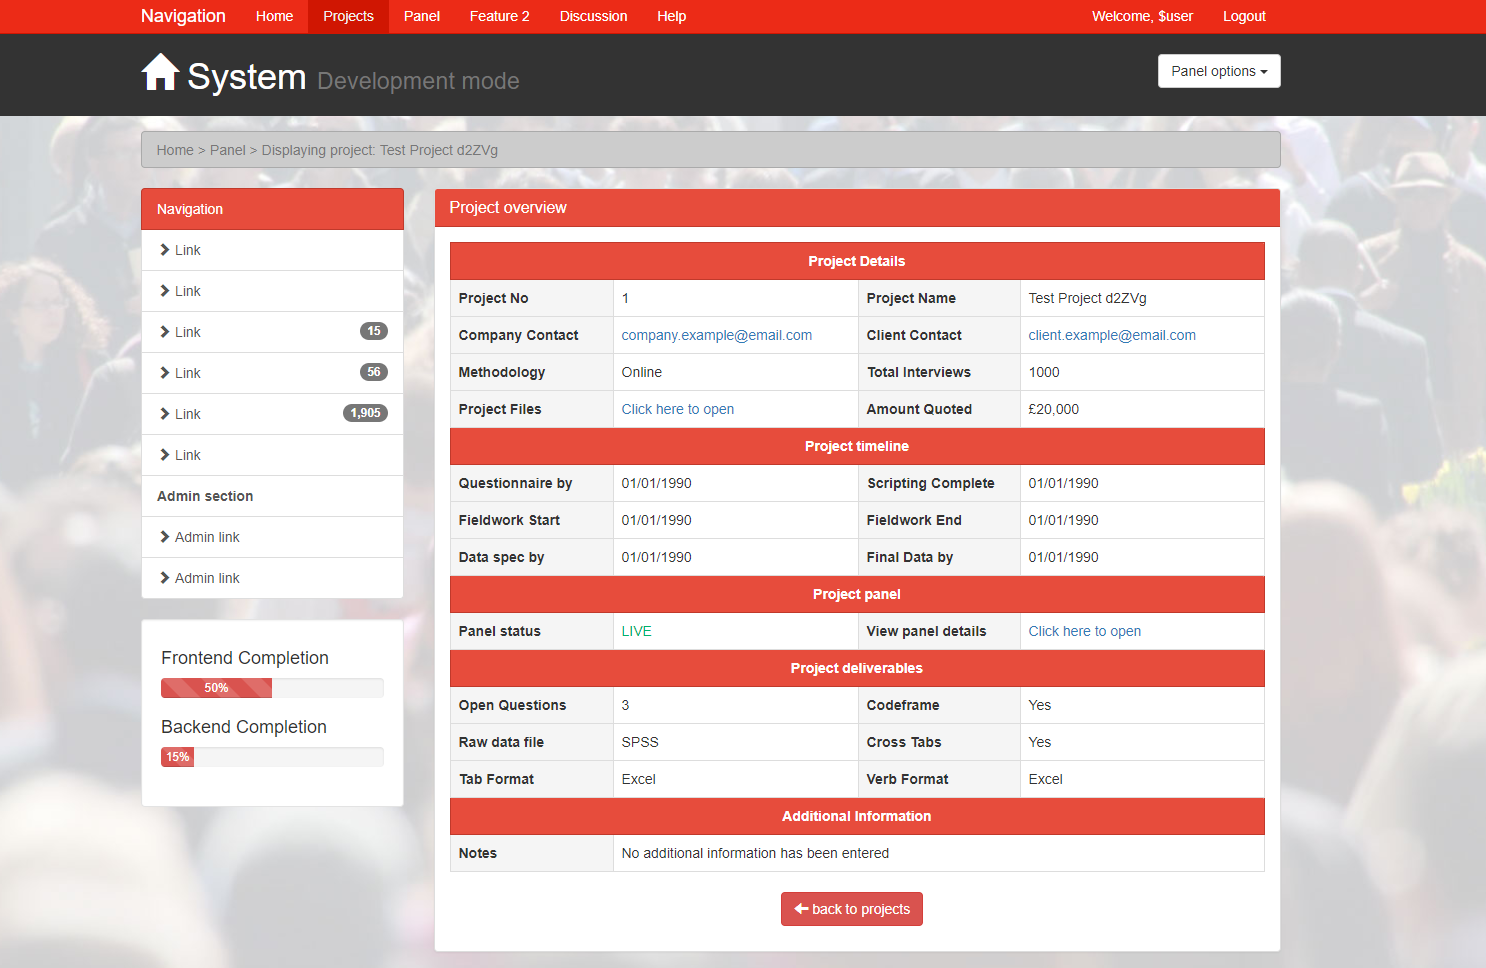 Navigation Home Projects Panel Feature 2 Discussion Help Welcome, $user Logout
System Development mode Panel options
Home > Panel > Displaying project: Test Project d2ZVg
Navigation
Link
Link
Link 15
Link 56
Link 1,905
Link
Admin section
Admin link
Admin link
Frontend Completion
50%
Backend Completion
15%
Project overview
Project Details
Project No 1 Project Name Test Project d2ZVg
Company Contact company.example@email.com Client Contact client.example@email.com
Methodology Online Total Interviews 1000
Project Files Click here to open Amount Quoted £20,000
Project timeline
Questionnaire by 01/01/1990 Scripting Complete 01/01/1990
Fieldwork Start 01/01/1990 Fieldwork End 01/01/1990
Data spec by 01/01/1990 Final Data by 01/01/1990
Project panel
Panel status LIVE View panel details Click here to open
Project deliverables
Open Questions 3 Codeframe Yes
Raw data file SPSS Cross Tabs Yes
Tab Format Excel Verb Format Excel
Additional Information
Notes No additional information has been entered
back to projects